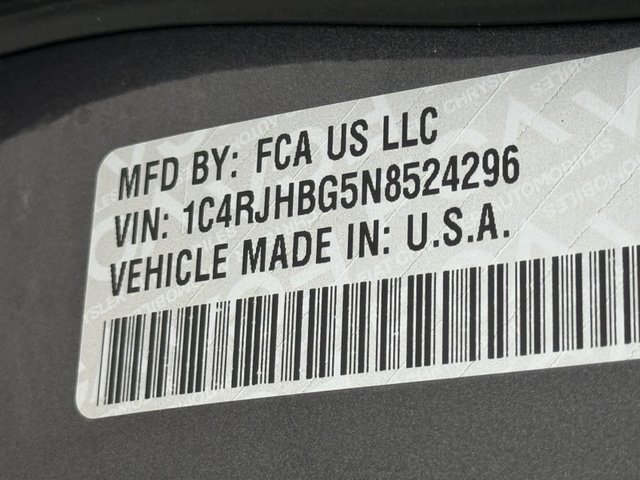 MFD BY: FCA US LLC
VIN: 1C4RJHBG5N8524296
VEHICLE MADE IN: U.S.A.